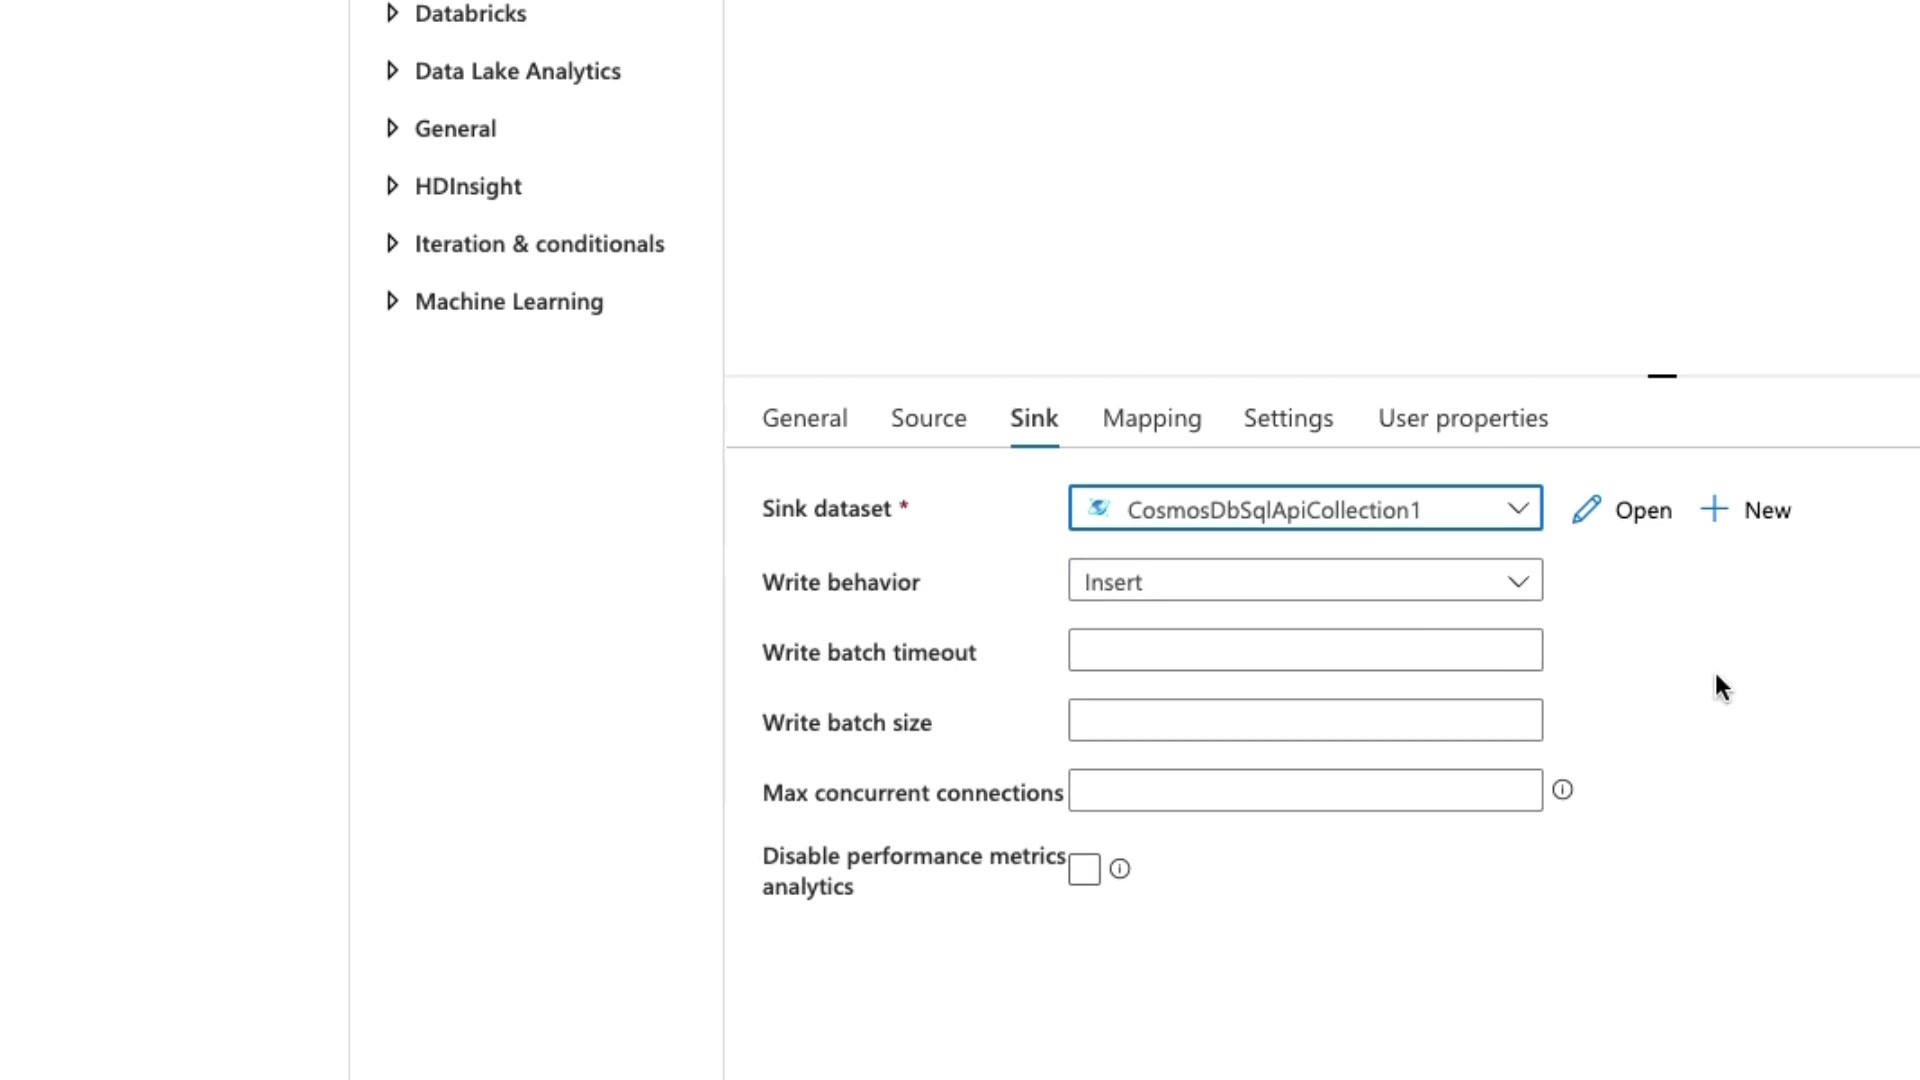 Databricks
Data Lake Analytics
General
HDInsight
Iteration & conditionals
Machine Learning
General Source Sink Mapping Settings User properties
Sink dataset * CosmosDbSqlApiCollection1 Open New
Write behavior Insert
Write batch timeout
Write batch size
Max concurrent connections
Disable performance metrics
analytics